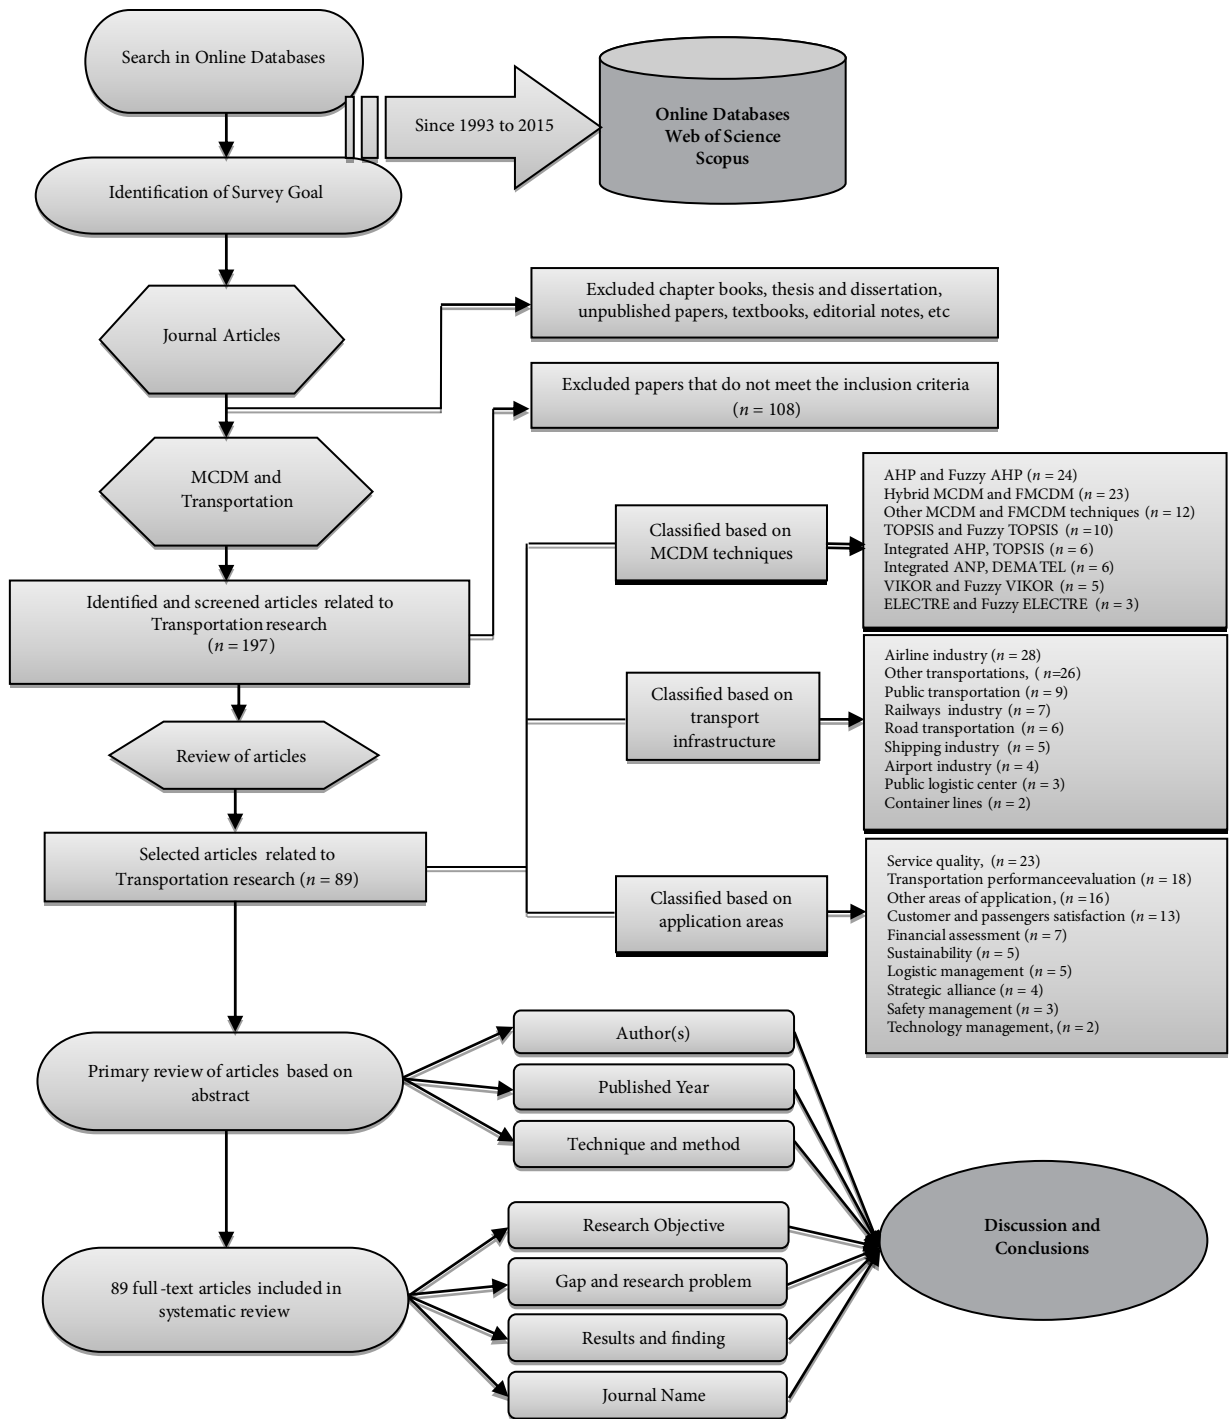 Search in Online Databases
Since 1993 to 2015
Online Databases
Web of Science
Scopus
Identification of Survey Goal
Journal Articles
Excluded chapter books, thesis and dissertation,
unpublished papers, textbooks, editorial notes, etc
Excluded papers that do not meet the inclusion criteria
(n = 108)
MCDM and
Transportation
Identified and screened articles related to
Transportation research
(n = 197)
Review of articles
Selected articles related to
Transportation research (n = 89)
Classified based on
MCDM techniques
AHP and Fuzzy AHP (n = 24)
Hybrid MCDM and FMCDM (n = 23)
Other MCDM and FMCDM techniques (n = 12)
TOPSIS and Fuzzy TOPSIS (n =10)
Integrated AHP, TOPSIS (n = 6)
Integrated ANP, DEMATEL (n = 6)
VIKOR and Fuzzy VIKOR (n = 5)
ELECTRE and Fuzzy ELECTRE (n = 3)
Classified based on
transport
infrastructure
Airline industry (n = 28)
Other transportations, ( n=26)
Public transportation (n = 9)
Railways industry (n = 7)
Road transportation (n = 6)
Shipping industry (n = 5)
Airport industry (n = 4)
Public logistic center (n = 3)
Container lines (n = 2)
Classified based on
application areas
Service quality, (n = 23)
Transportation performanceevaluation (n = 18)
Other areas of application, (n = 16)
Customer and passengers satisfaction (n = 13)
Financial assessment (n = 7)
Sustainability (n = 5)
Logistic management (n = 5)
Strategic alliance (n = 4)
Safety management (n = 3)
Technology management, (n = 2)
Primary review of articles based on
abstract
Author(s)
Published Year
Technique and method
89 full-text articles included in
systematic review
Research Objective
Gap and research problem
Results and finding
Journal Name
Discussion and
Conclusions